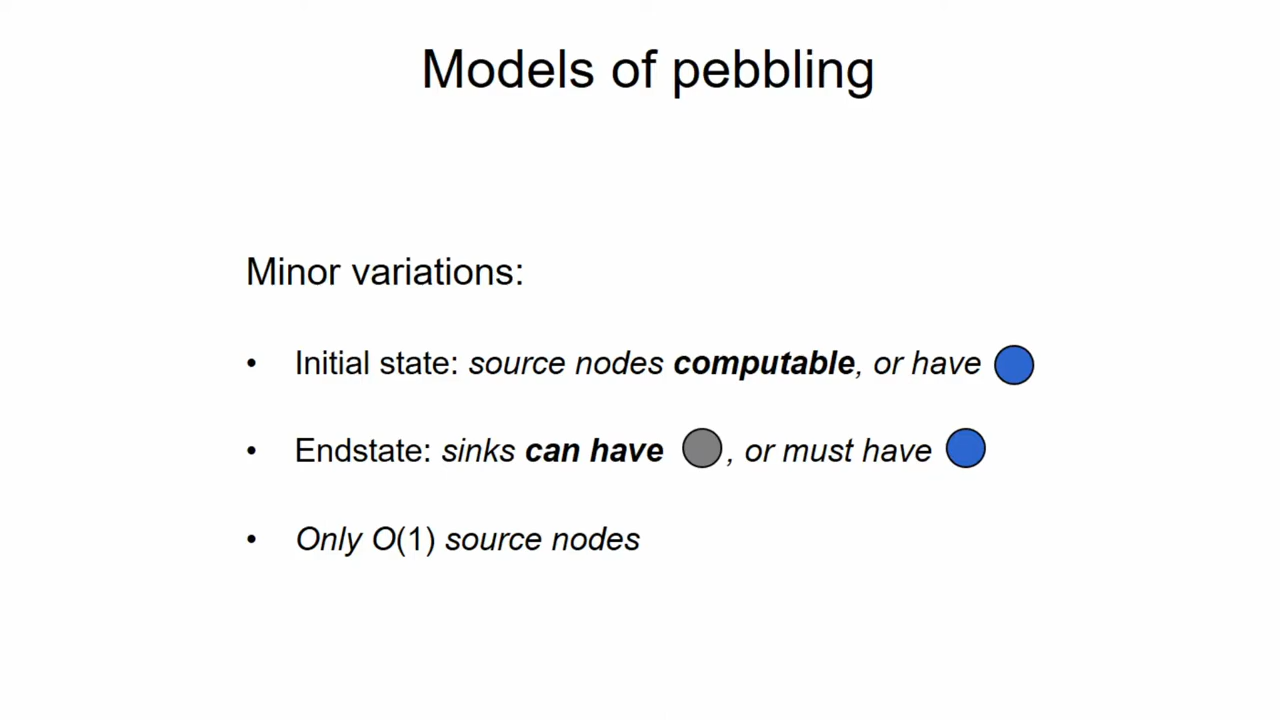 Models of pebbling
Minor variations:
• Initial state: source nodes computable, or have
• Endstate: sinks can have , or must have
• Only O(1) source nodes